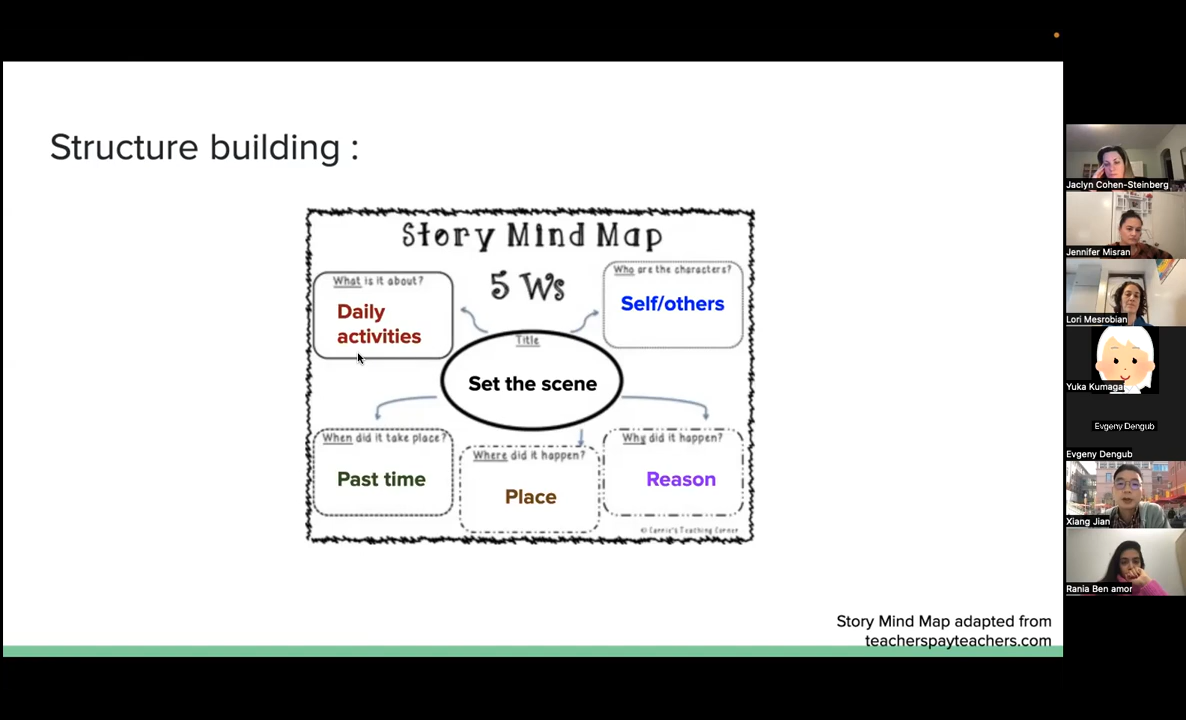 Structure building :
Story Mind Map
5 Ws
What is it about?
Daily
activities
Who are the characters?
Self/others
Title
Set the scene
When did it take place?
Past time
Where did it happen?
Place
Why did it happen?
Reason
© Carrie's Teaching Corner
Story Mind Map adapted from
teacherspayteachers.com
Jaclyn Cohen-Steinberg
Jennifer Misran
Lori Mesrobian
Yuka Kumagai
Evgeny Dengub
Evgeny Dengub
Xiang Jian
Rania Ben amor